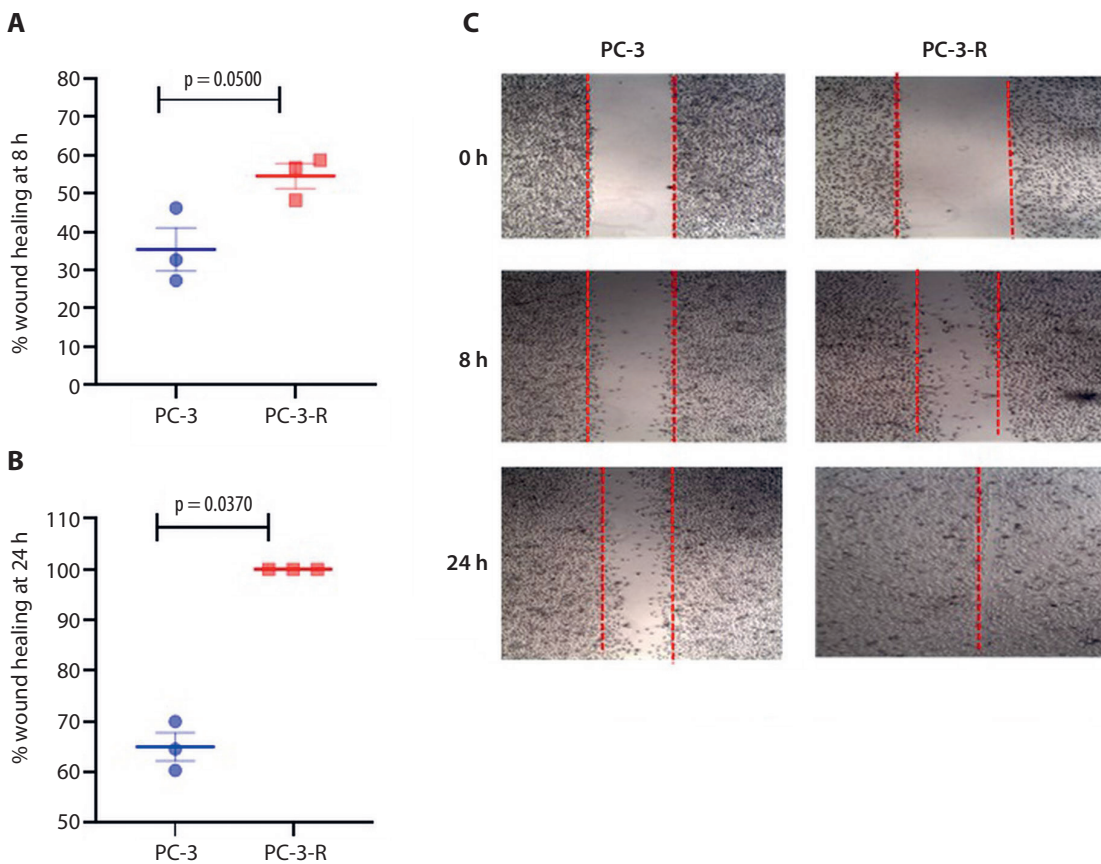 A
% wound healing at 8 h
80
70
60
50
40
30
20
10
0
p = 0.0500
PC-3
PC-3-R
B
% wound healing at 24 h
110
100
90
80
70
60
50
p = 0.0370
PC-3
PC-3-R
C
PC-3
PC-3-R
0 h
8 h
24 h